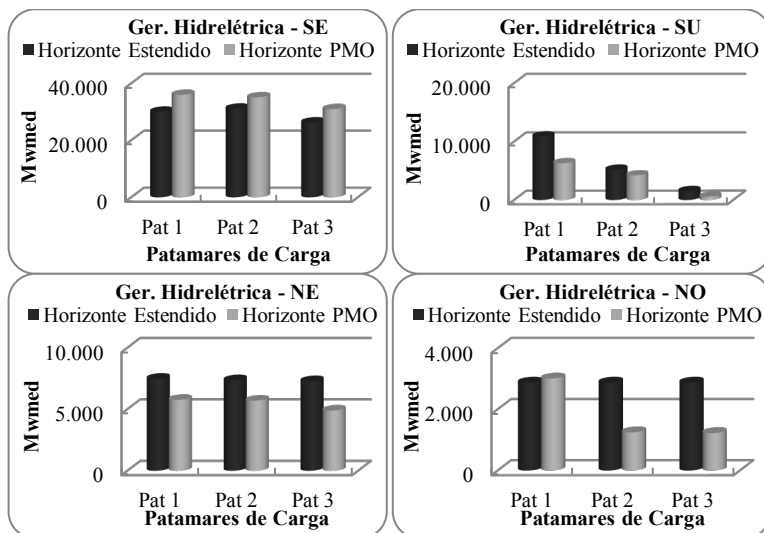 Ger. Hidrelétrica - SE
Horizonte Estendido Horizonte PMO
40.000
20.000
0
Mwmed
Pat 1 Pat 2 Pat 3
Patamares de Carga
Ger. Hidrelétrica - SU
Horizonte Estendido Horizonte PMO
20.000
10.000
0
Mwmed
Pat 1 Pat 2 Pat 3
Patamares de Carga
Ger. Hidrelétrica - NE
Horizonte Estendido Horizonte PMO
10.000
5.000
0
Mwmed
Pat 1 Pat 2 Pat 3
Patamares de Carga
Ger. Hidrelétrica - NO
Horizonte Estendido Horizonte PMO
4.000
2.000
0
Mwmed
Pat 1 Pat 2 Pat 3
Patamares de Carga